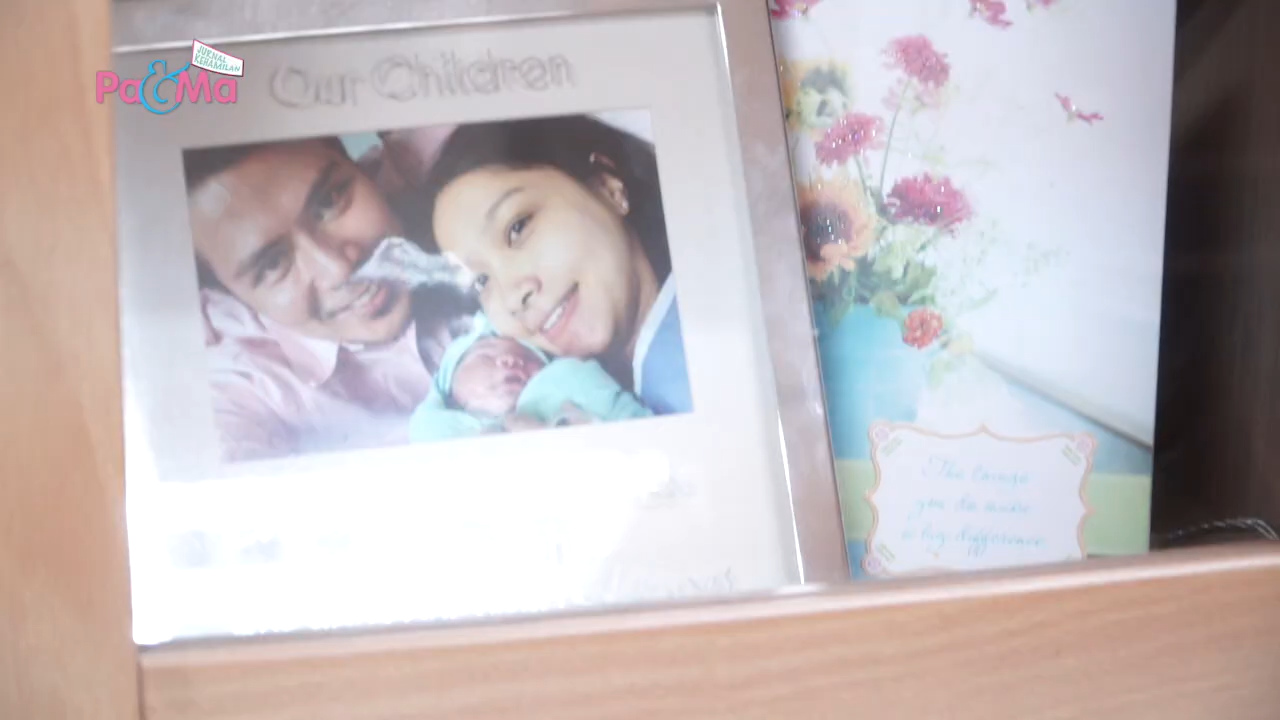 JURNAL
KEHAMILAN
Pa&Ma
Our Children
The things
you do make
a big difference